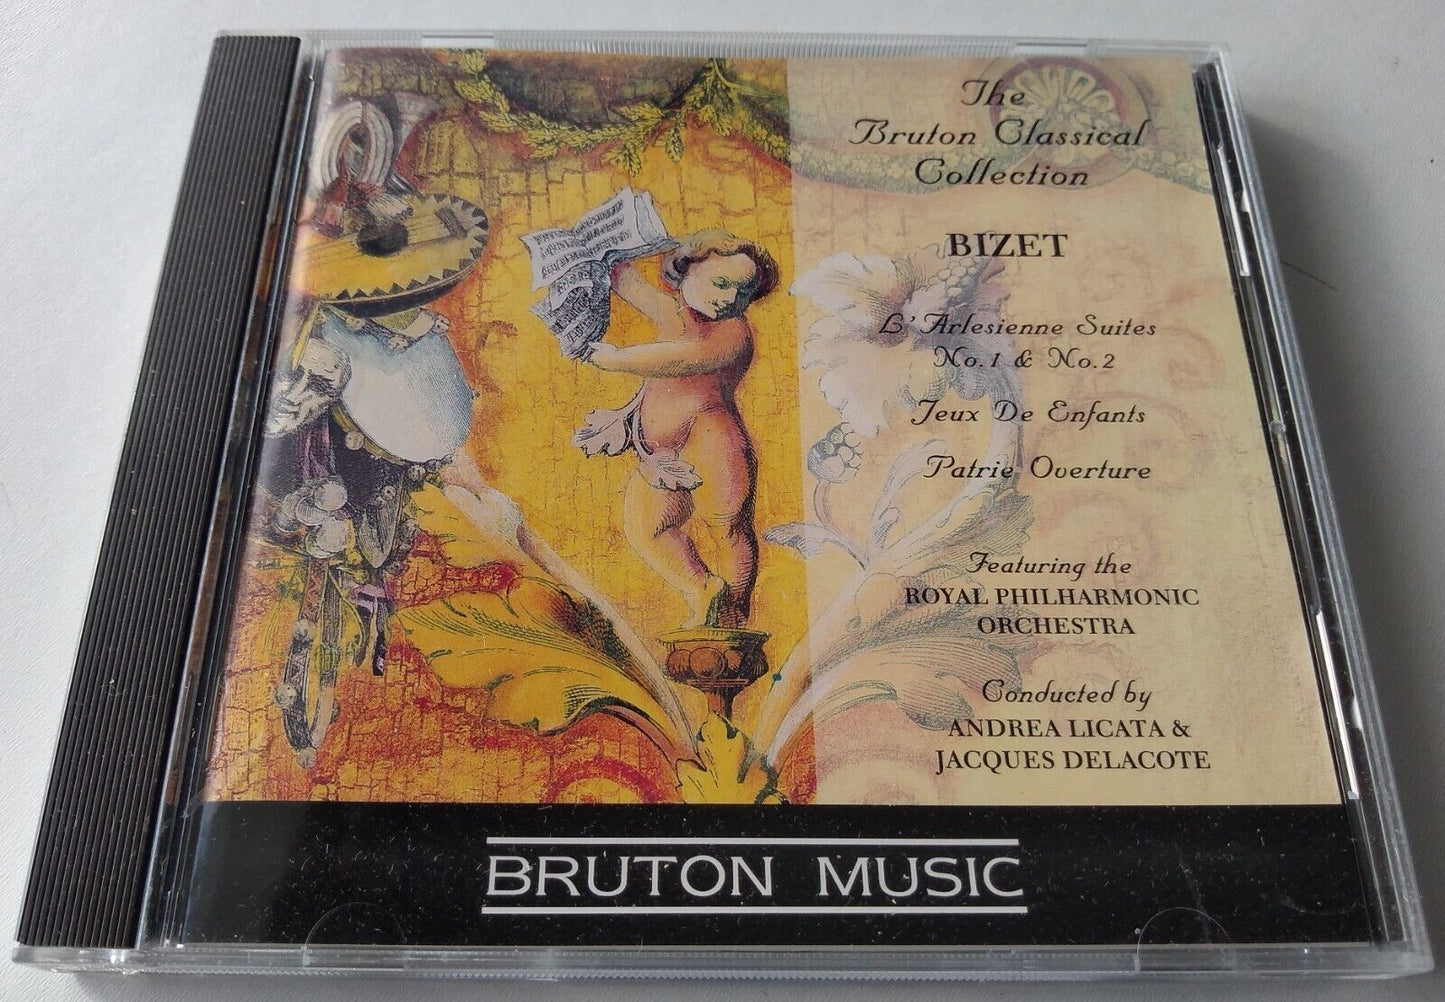 The
Bruton Classical
Collection
BIZET
L'Arlesienne Suites
No.1 & No.2
Jeux De Enfants
Patrie Overture
Featuring the
ROYAL PHILHARMONIC
ORCHESTRA
Conducted by
ANDREA LICATA &
JACQUES DELACOTE
BRUTON MUSIC